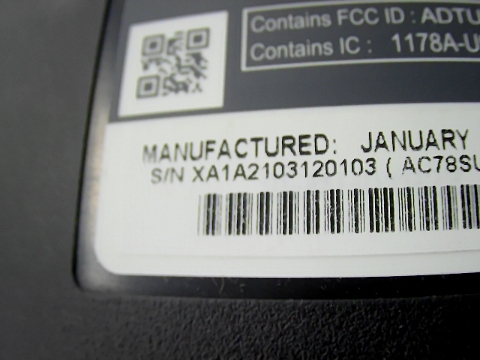 Contains FCC ID : ADTU
Contains IC : 1178A-U
MANUFACTURED: JANUARY
S/N XA1A2103120103 ( AC78SU